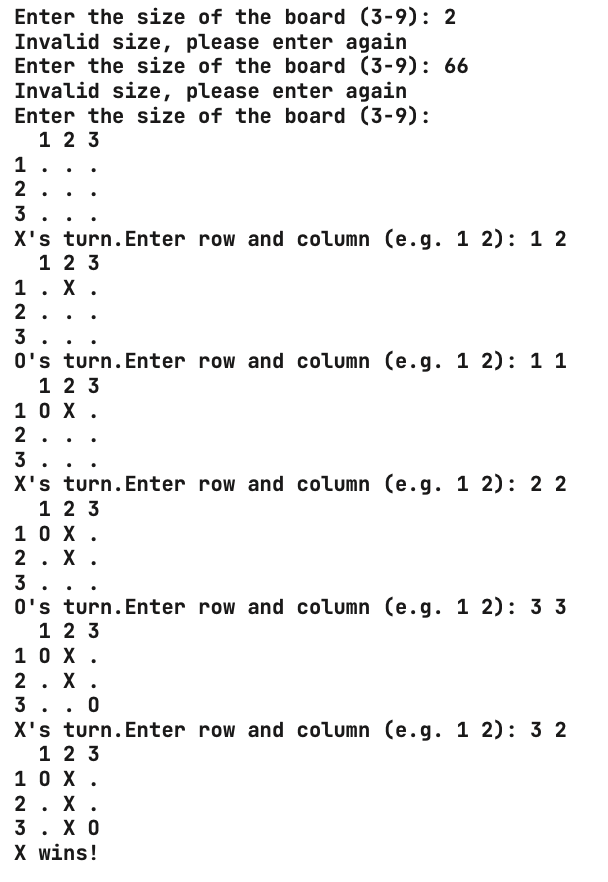 Enter the size of the board (3-9): 2
Invalid size, please enter again
Enter the size of the board (3-9): 66
Invalid size, please enter again
Enter the size of the board (3-9):
  1 2 3
1 . . .
2 . . .
3 . . .
X's turn.Enter row and column (e.g. 1 2): 1 2
  1 2 3
1 . X .
2 . . .
3 . . .
O's turn.Enter row and column (e.g. 1 2): 1 1
  1 2 3
1 O X .
2 . . .
3 . . .
X's turn.Enter row and column (e.g. 1 2): 2 2
  1 2 3
1 O X .
2 . X .
3 . . .
O's turn.Enter row and column (e.g. 1 2): 3 3
  1 2 3
1 O X .
2 . X .
3 . . O
X's turn.Enter row and column (e.g. 1 2): 3 2
  1 2 3
1 O X .
2 . X .
3 . X O
X wins!